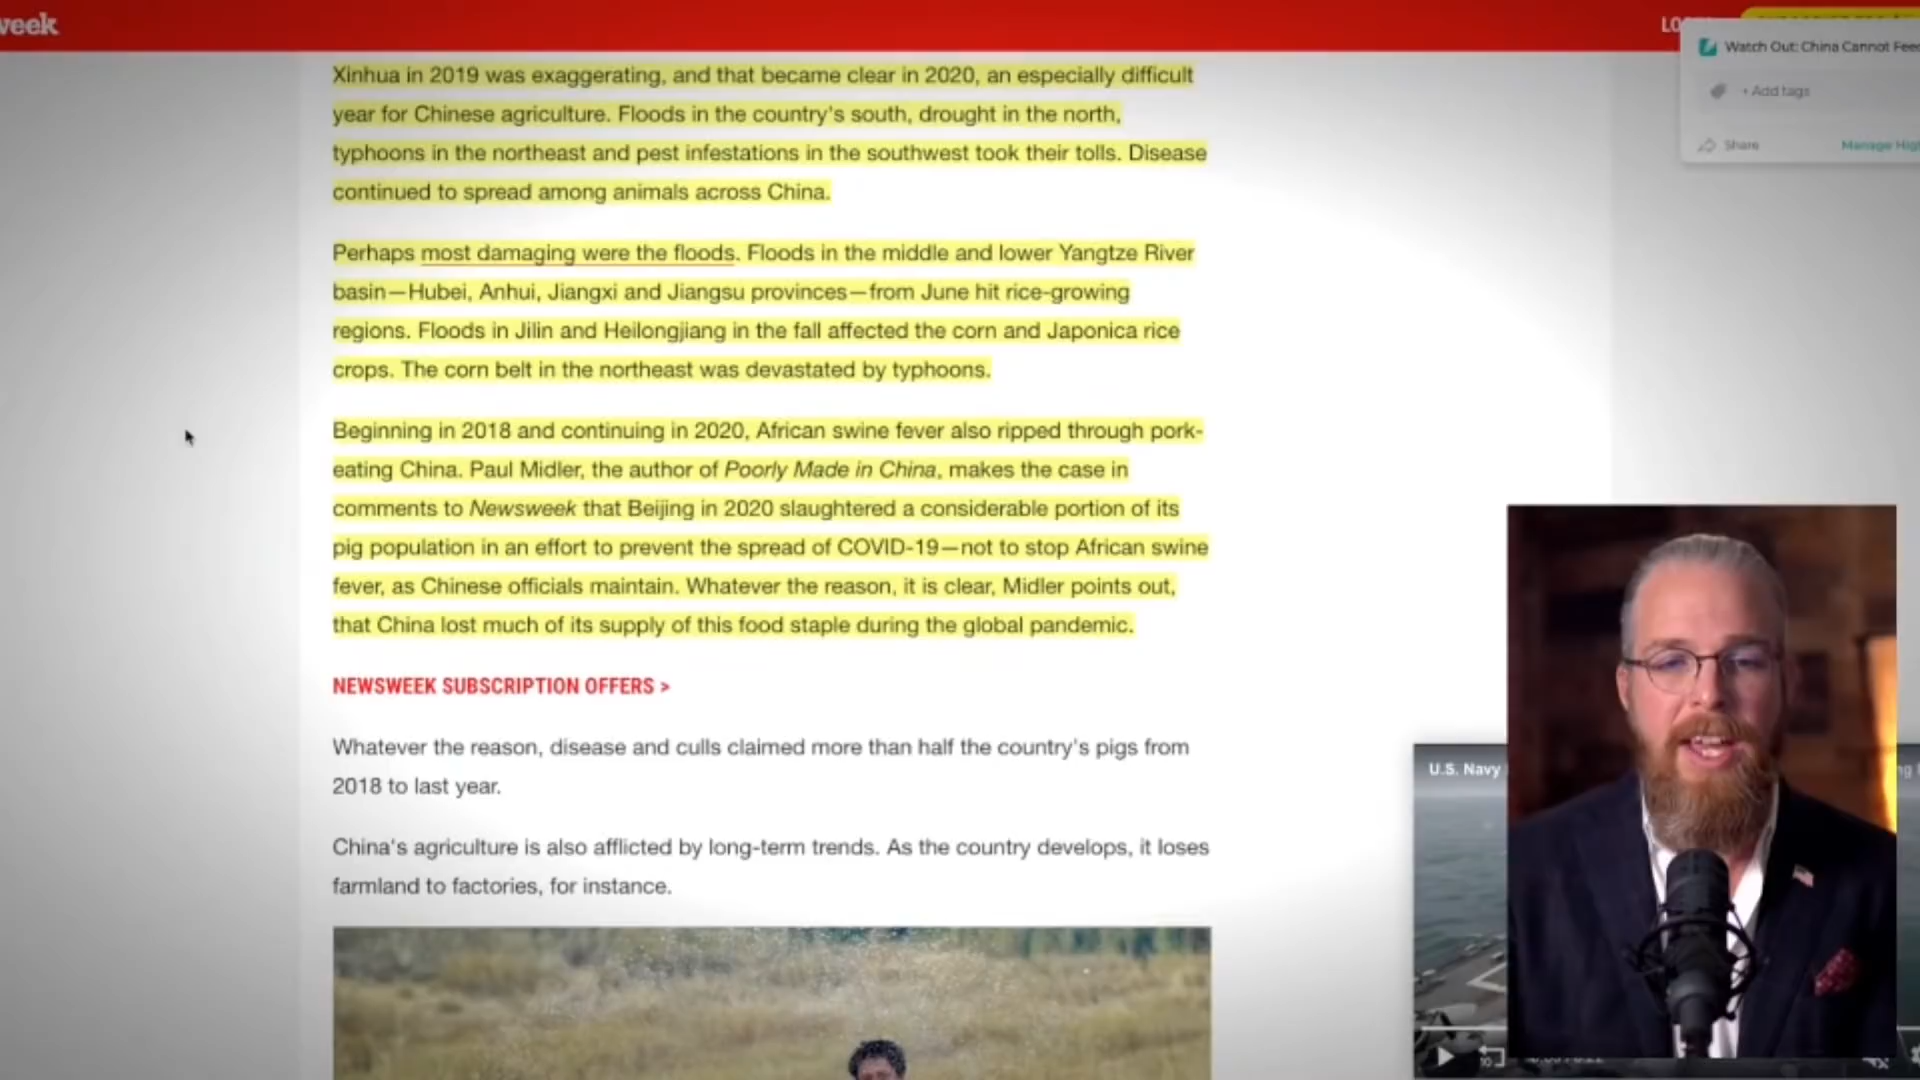 week
Watch Out: China Cannot Feed
+ Add tags
Share
Manage High
Xinhua in 2019 was exaggerating, and that became clear in 2020, an especially difficult
year for Chinese agriculture. Floods in the country's south, drought in the north,
typhoons in the northeast and pest infestations in the southwest took their tolls. Disease
continued to spread among animals across China.
Perhaps most damaging were the floods. Floods in the middle and lower Yangtze River
basin—Hubei, Anhui, Jiangxi and Jiangsu provinces—from June hit rice-growing
regions. Floods in Jilin and Heilongjiang in the fall affected the corn and Japonica rice
crops. The corn belt in the northeast was devastated by typhoons.
Beginning in 2018 and continuing in 2020, African swine fever also ripped through pork-
eating China. Paul Midler, the author of Poorly Made in China, makes the case in
comments to Newsweek that Beijing in 2020 slaughtered a considerable portion of its
pig population in an effort to prevent the spread of COVID-19—not to stop African swine
fever, as Chinese officials maintain. Whatever the reason, it is clear, Midler points out,
that China lost much of its supply of this food staple during the global pandemic.
NEWSWEEK SUBSCRIPTION OFFERS >
Whatever the reason, disease and culls claimed more than half the country's pigs from
2018 to last year.
U.S. Navy
China's agriculture is also afflicted by long-term trends. As the country develops, it loses
farmland to factories, for instance.